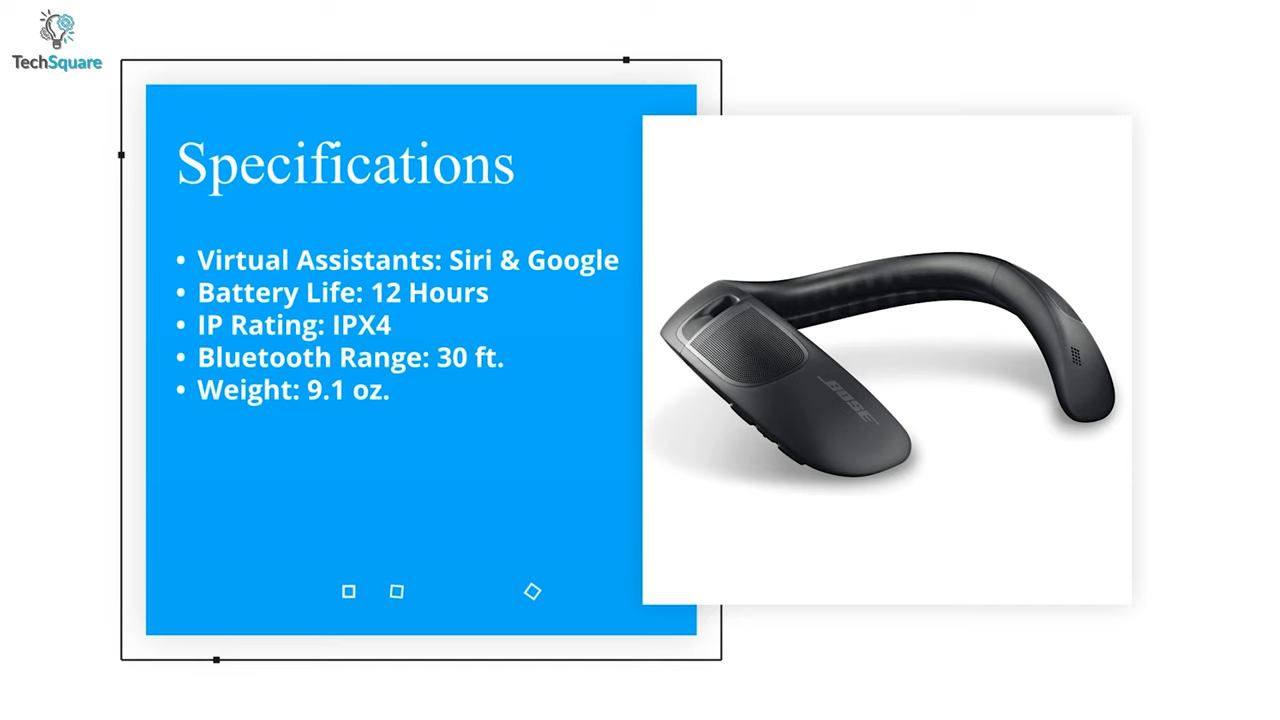 TechSquare
Specifications
• Virtual Assistants: Siri & Google
• Battery Life: 12 Hours
• IP Rating: IPX4
• Bluetooth Range: 30 ft.
• Weight: 9.1 oz.
BOSE